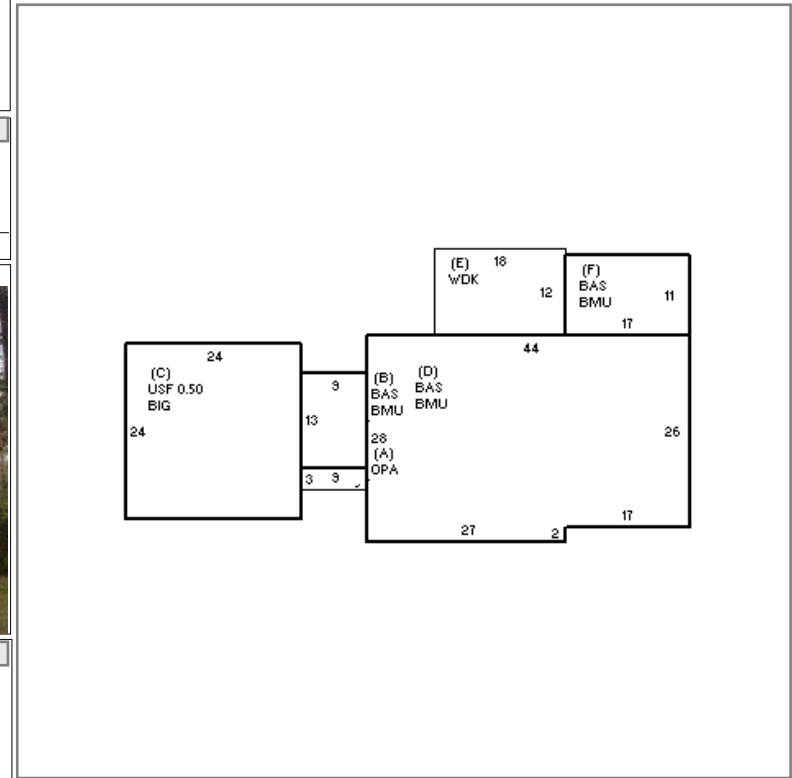 (E)
WDK
18
12
(F)
BAS
BMU
11
17
44
24
(C)
USF 0.50
BIG
24
9
13
(B)
BAS
BMU
(D)
BAS
BMU
26
28
(A)
OPA
3 9
27
2
17